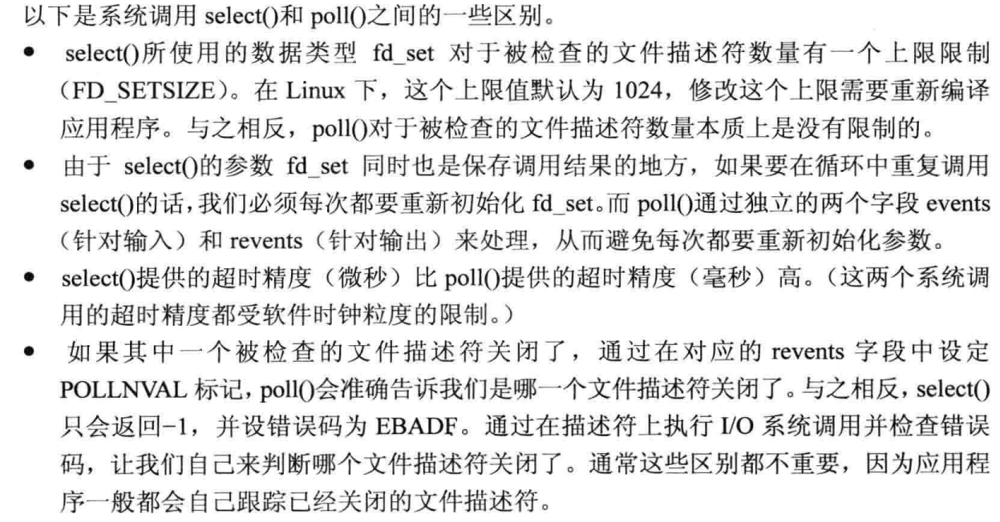 以下是系统调用 select()和 poll()之间的一些区别。
● select()所使用的数据类型 fd_set 对于被检查的文件描述符数量有一个上限限制
（FD_SETSIZE）。在 Linux 下，这个上限值默认为 1024，修改这个上限需要重新编译
应用程序。与之相反，poll()对于被检查的文件描述符数量本质上是没有限制的。
● 由于 select()的参数 fd_set 同时也是保存调用结果的地方，如果要在循环中重复调用
select()的话，我们必须每次都要重新初始化 fd_set。而 poll()通过独立的两个字段 events
（针对输入）和 revents（针对输出）来处理，从而避免每次都要重新初始化参数。
● select()提供的超时精度（微秒）比 poll()提供的超时精度（毫秒）高。（这两个系统调
用的超时精度都受软件时钟粒度的限制。）
● 如果其中一个被检查的文件描述符关闭了，通过在对应的 revents 字段中设定
POLLNVAL 标记，poll()会准确告诉我们是哪一个文件描述符关闭了。与之相反，select()
只会返回−1，并设错误码为 EBADF。通过在描述符上执行 I/O 系统调用并检查错误
码，让我们自己来判断哪个文件描述符关闭了。通常这些区别都不重要，因为应用程
序一般都会自己跟踪已经关闭的文件描述符。